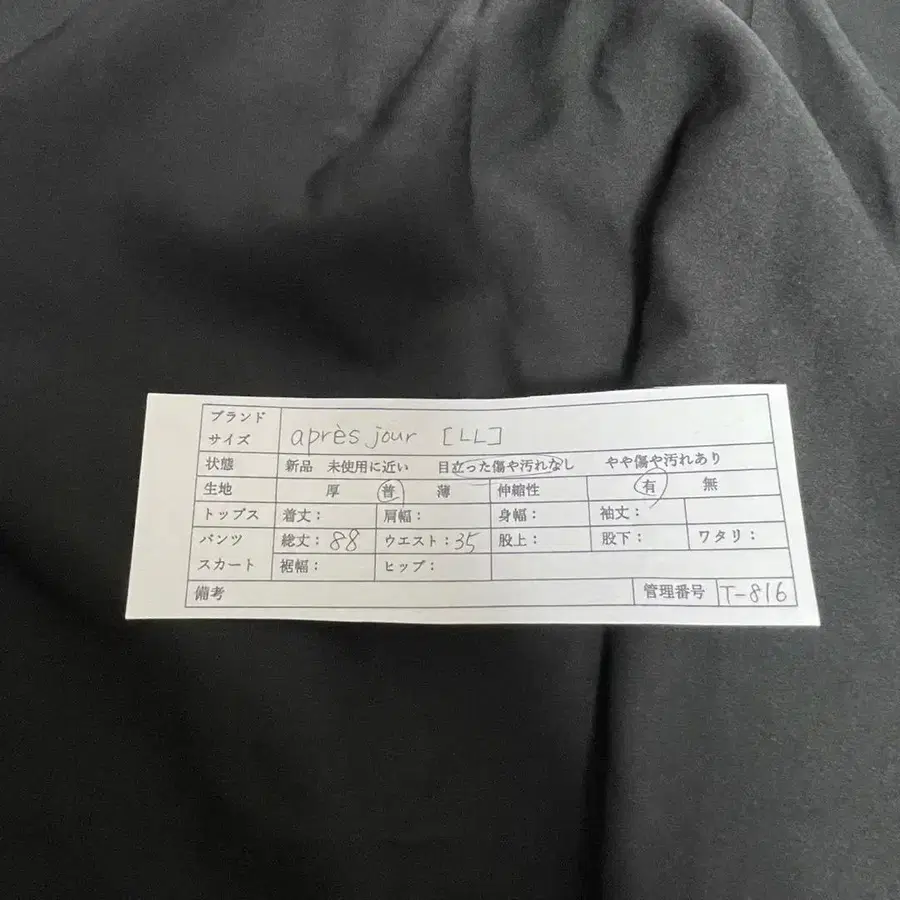 ブランド
サイズ après jour [LL]
状態 新品 未使用に近い 目立った傷や汚れなし やや傷や汚れあり
生地 厚 普 薄 伸縮性 有 無
トップス 着丈: 肩幅: 身幅: 袖丈:
パンツ 総丈:88 ウエスト:35 股上: 股下: ワタリ:
スカート 裾幅: ヒップ:
備考 管理番号 T-816